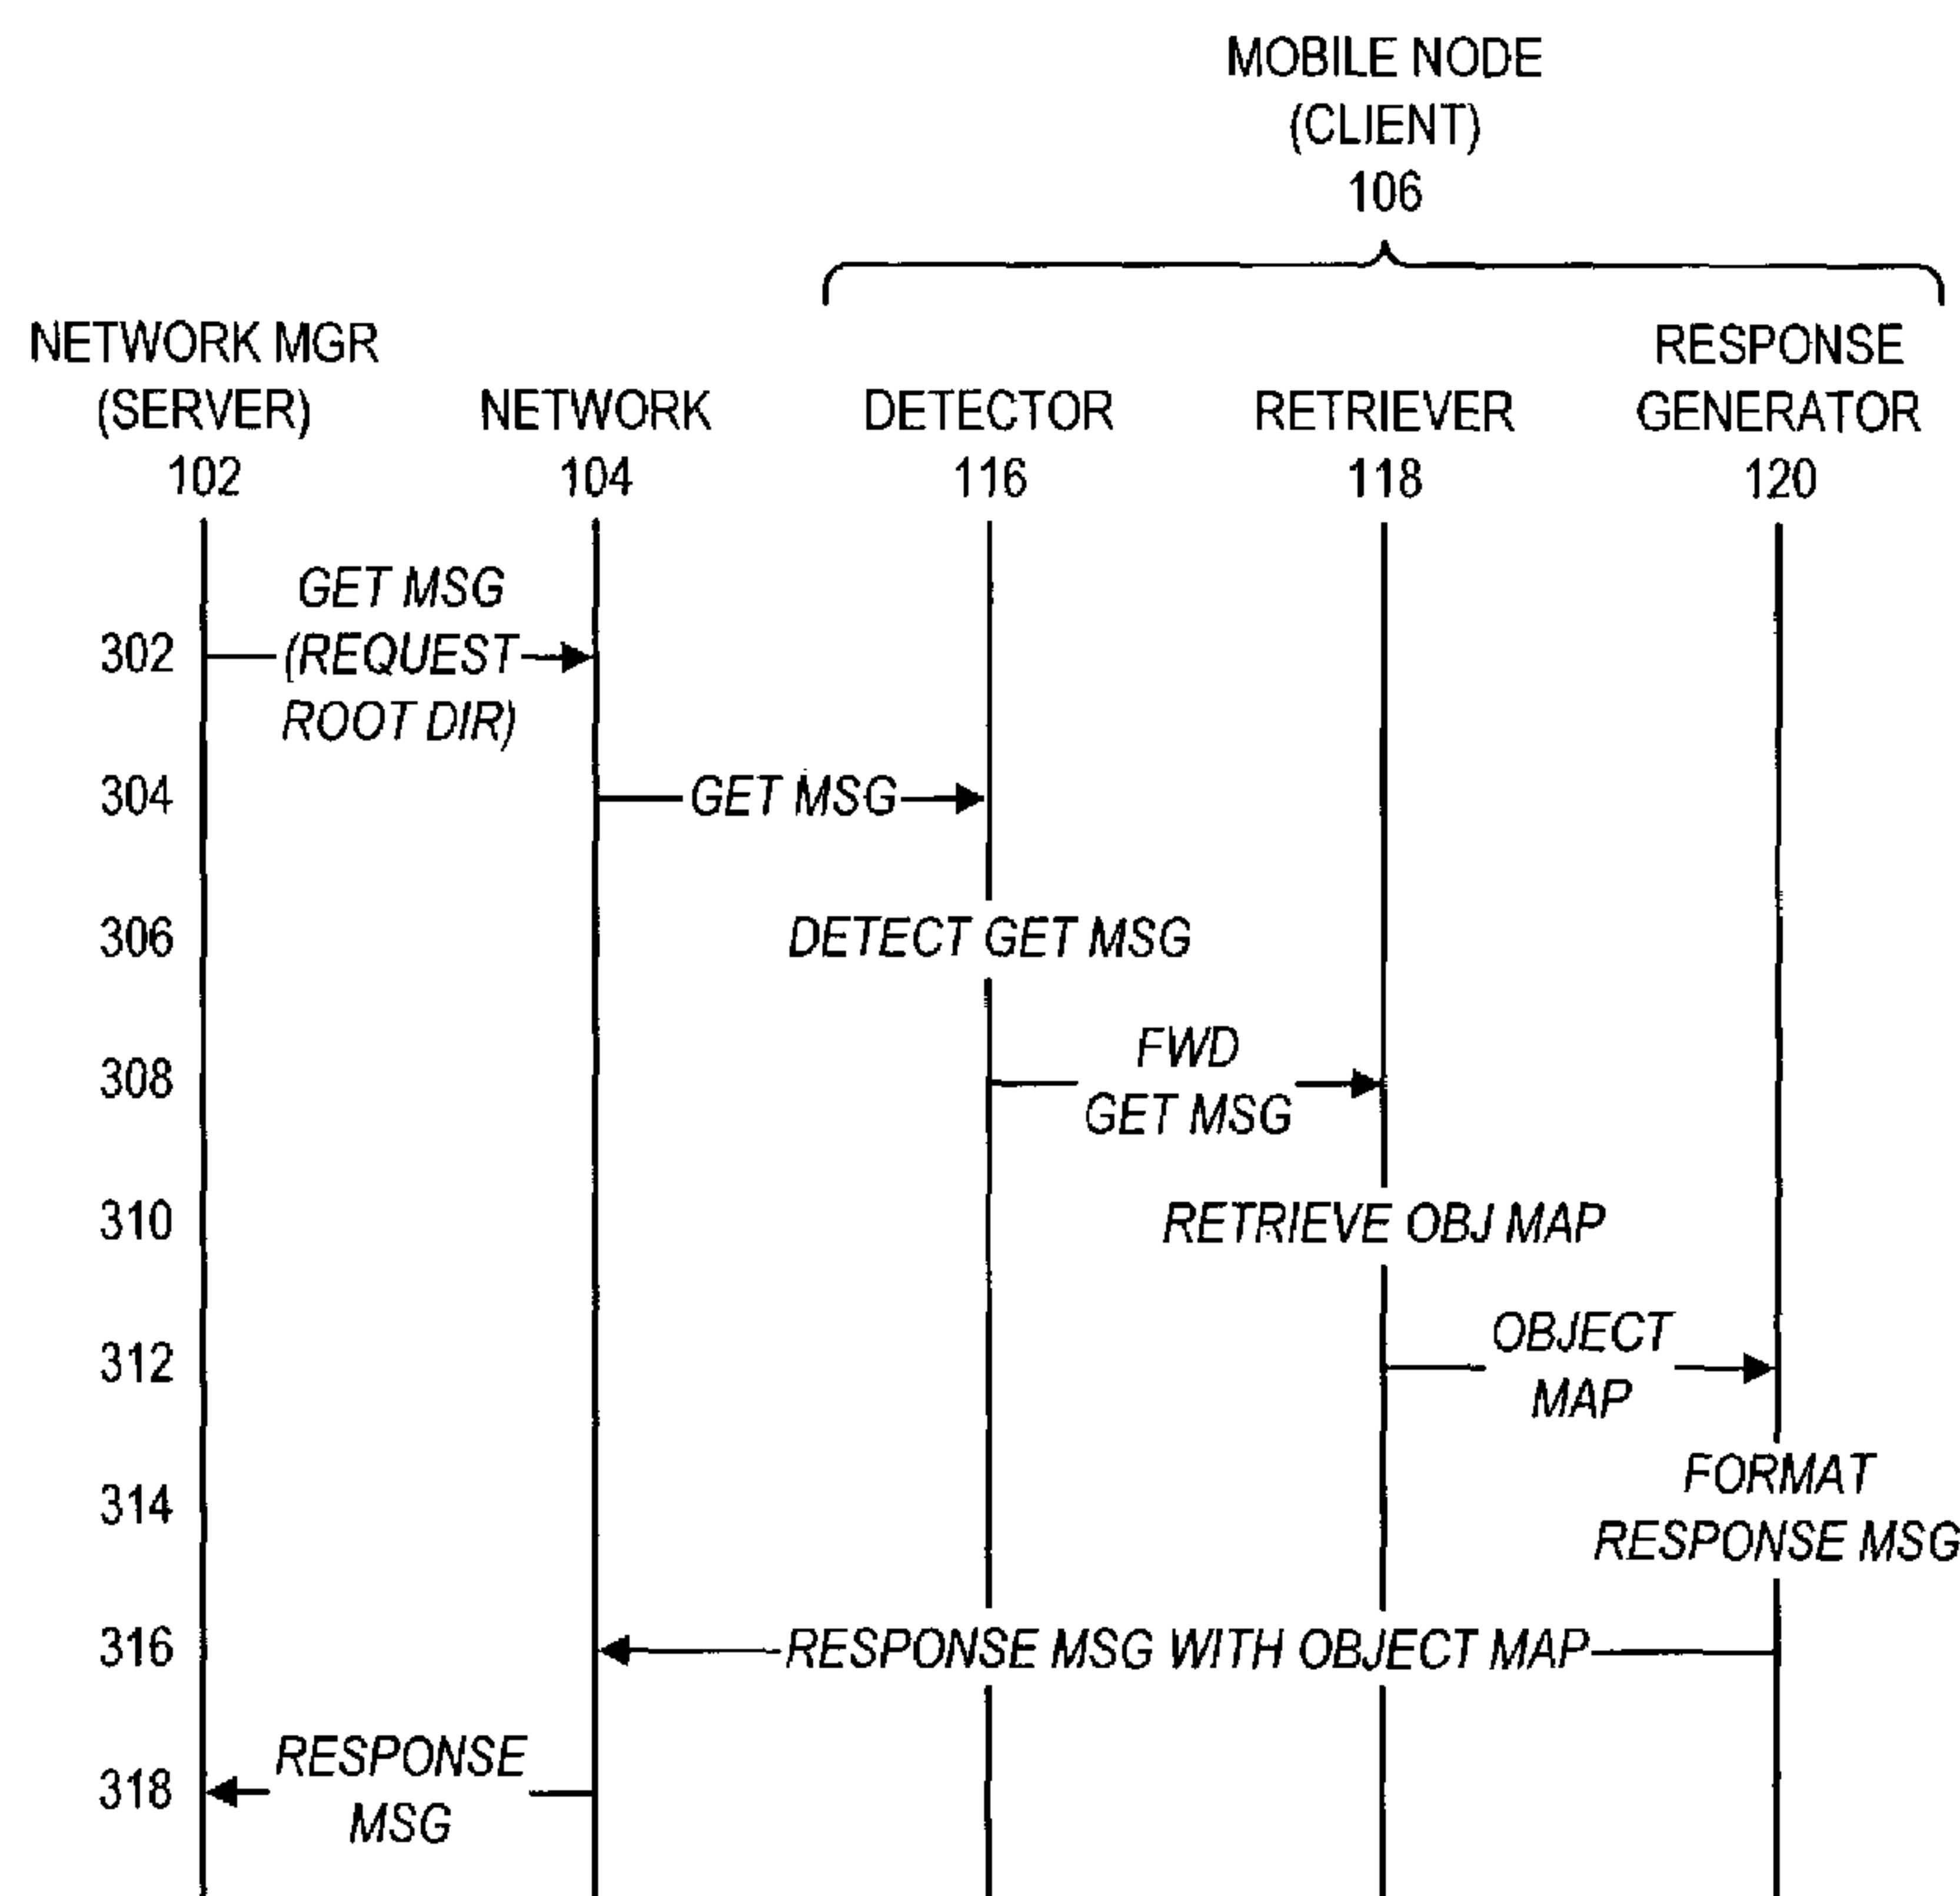 MOBILE NODE
(CLIENT)
106
NETWORK MGR
(SERVER)
102
NETWORK
104
DETECTOR
116
RETRIEVER
118
RESPONSE
GENERATOR
120
302
GET MSG
(REQUEST
ROOT DIR)
304
GET MSG
306
DETECT GET MSG
308
FWD
GET MSG
310
RETRIEVE OBJ MAP
312
OBJECT
MAP
314
FORMAT
RESPONSE MSG
316
RESPONSE MSG WITH OBJECT MAP
318
RESPONSE
MSG